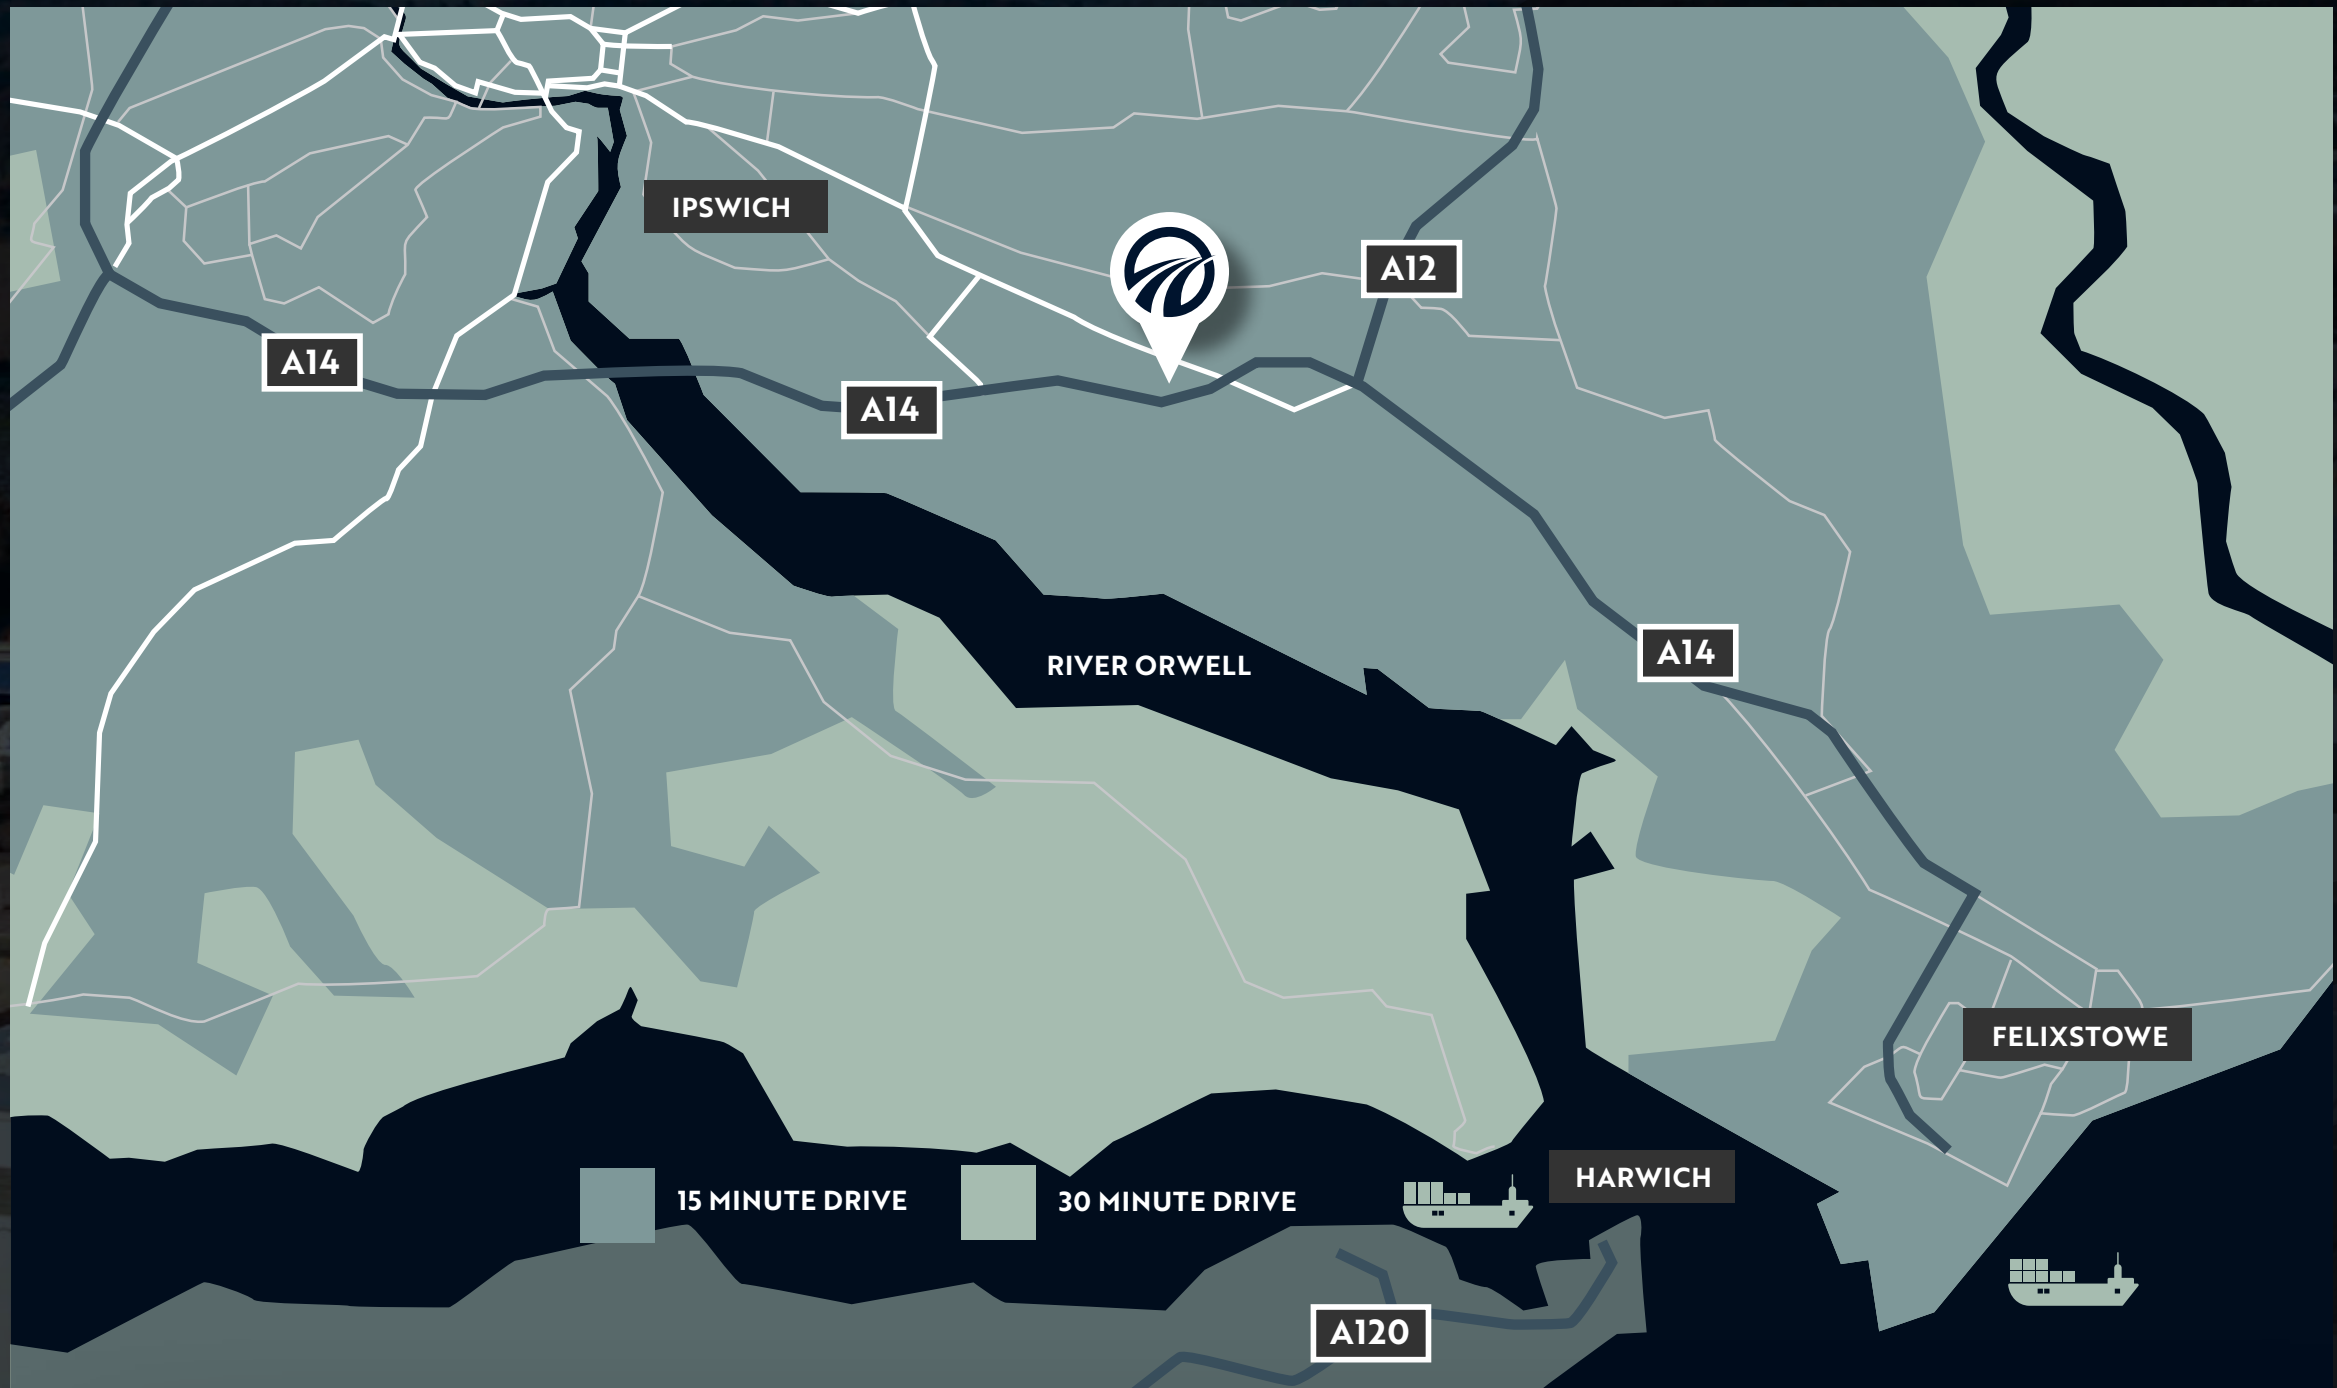 IPSWICH
A12
A14
A14
A14
RIVER ORWELL
FELIXSTOWE
HARWICH
15 MINUTE DRIVE
30 MINUTE DRIVE
A120